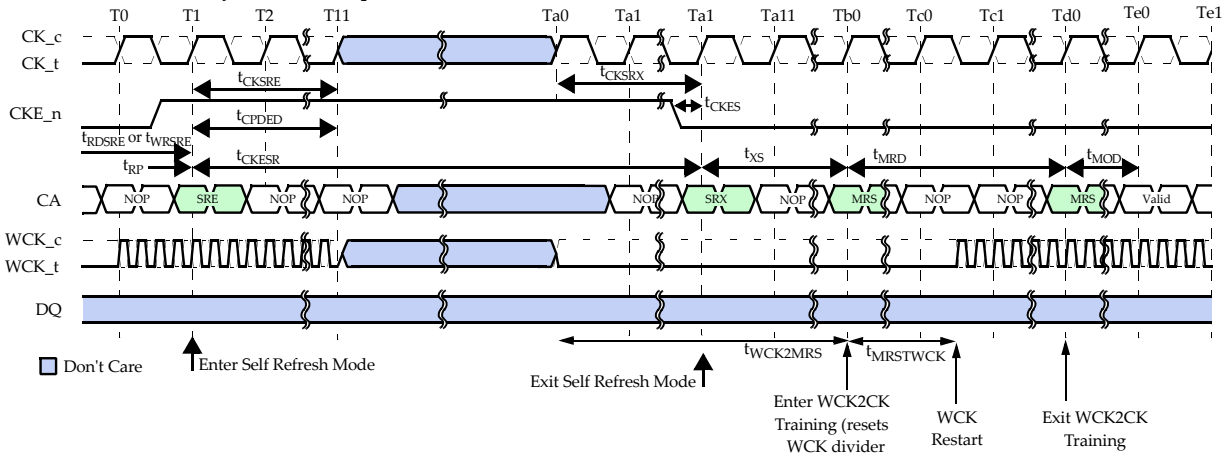 T0 T1 T2 T11 Ta0 Ta1 Ta1 Ta11 Tb0 Tc0 Tc1 Td0 Te0 Te1
CK_c
CK_t
tCKSRE
tCKSRX
CKE_n
tCPDED
tCKES
tRDSRE or tWRSRE
tRP
tCKESR
tXS
tMRD
tMOD
CA
NOP SRE NOP NOP NOP SRX NOP MRS NOP NOP MRS Valid
WCK_c
WCK_t
DQ
tWCK2MRS
tMRSTWCK
Don't Care
Enter Self Refresh Mode
Exit Self Refresh Mode
Enter WCK2CK
Training (resets
WCK divider
WCK
Restart
Exit WCK2CK
Training